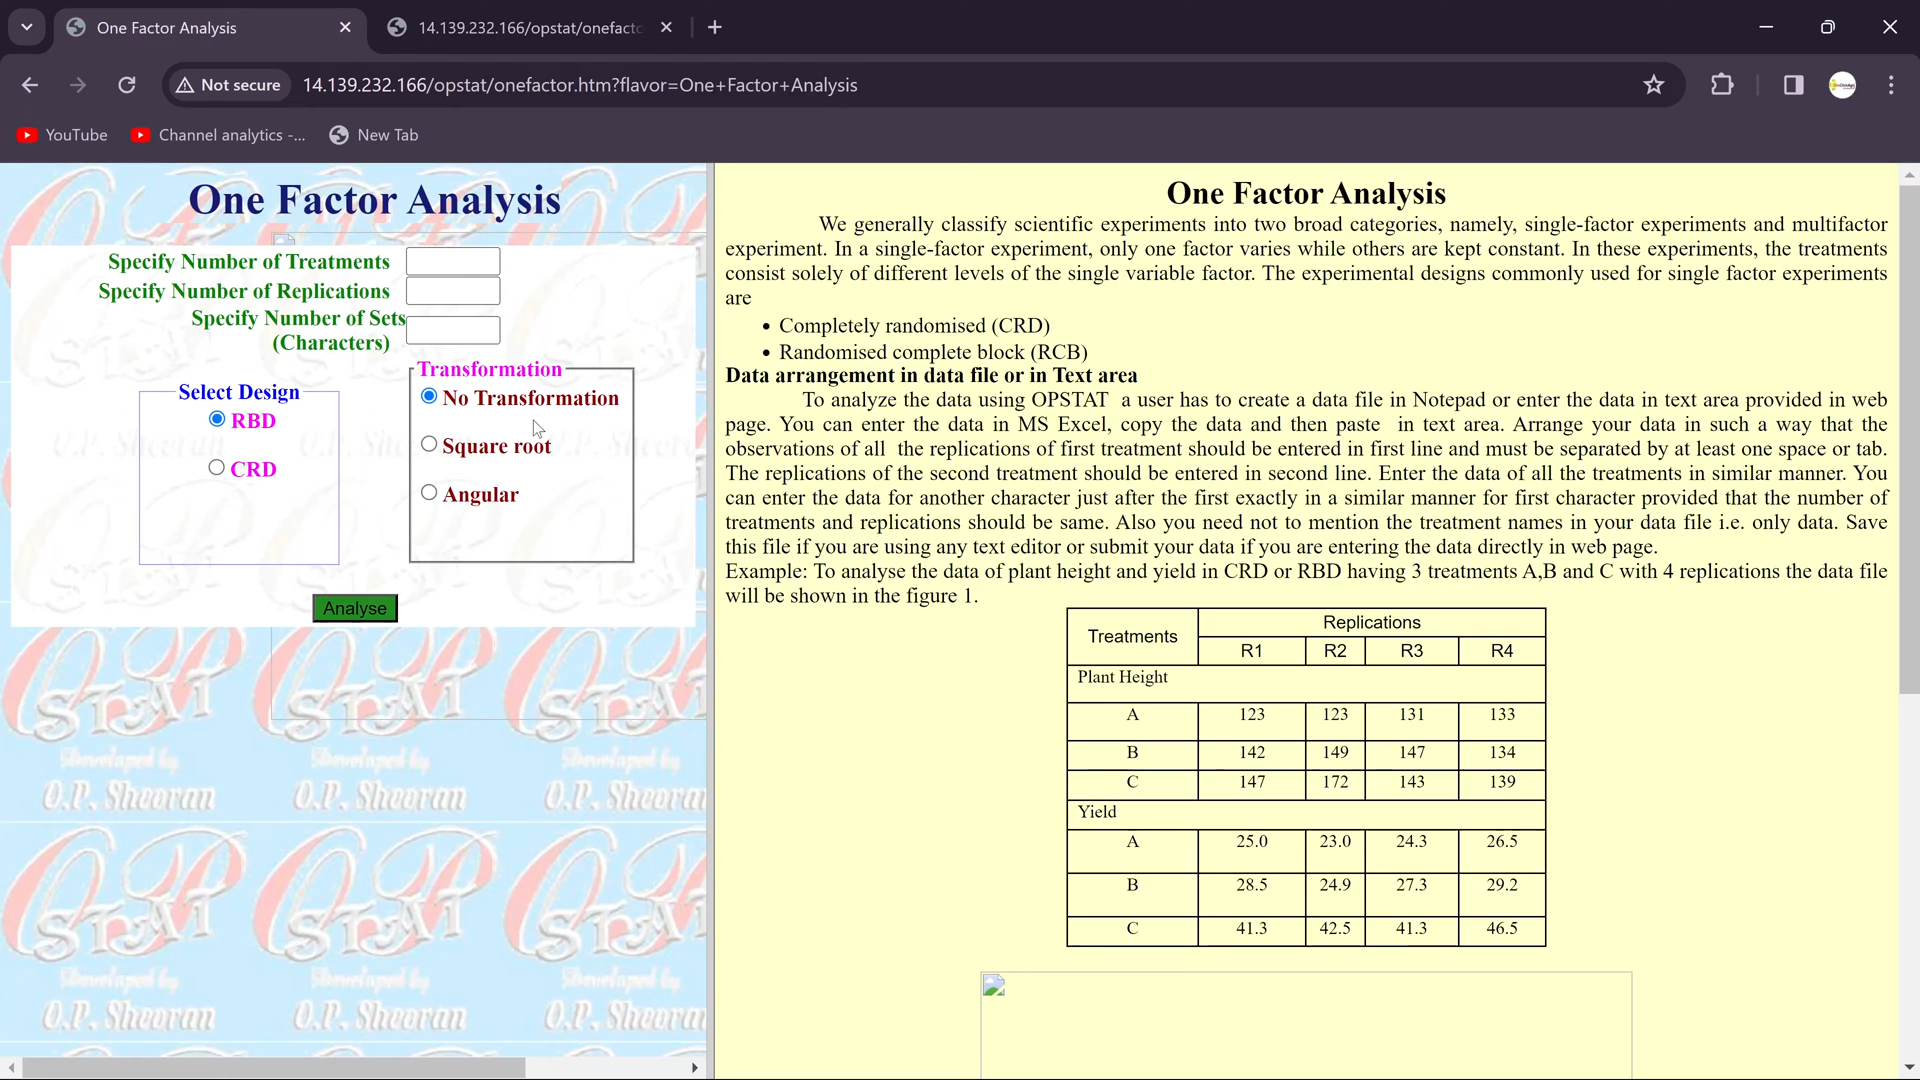 One Factor Analysis
14.139.232.166/opstat/onefacto
Not secure
14.139.232.166/opstat/onefactor.htm?flavor=One+Factor+Analysis
YouTube
Channel analytics -...
New Tab
One Factor Analysis
Specify Number of Treatments
Specify Number of Replications
Specify Number of Sets
(Characters)
Select Design
RBD
CRD
Transformation
No Transformation
Square root
Angular
Analyse
OP
STAT
Developed by
O.P. Sheoran
O.P. Sheoran
O.P. Sheoran
O.P. Sheoran
O.P. Sheoran
O.P. Sheoran
One Factor Analysis
We generally classify scientific experiments into two broad categories, namely, single-factor experiments and multifactor
experiment. In a single-factor experiment, only one factor varies while others are kept constant. In these experiments, the treatments
consist solely of different levels of the single variable factor. The experimental designs commonly used for single factor experiments
are
• Completely randomised (CRD)
• Randomised complete block (RCB)
Data arrangement in data file or in Text area
To analyze the data using OPSTAT a user has to create a data file in Notepad or enter the data in text area provided in web
page. You can enter the data in MS Excel, copy the data and then paste in text area. Arrange your data in such a way that the
observations of all the replications of first treatment should be entered in first line and must be separated by at least one space or tab.
The replications of the second treatment should be entered in second line. Enter the data of all the treatments in similar manner. You
can enter the data for another character just after the first exactly in a similar manner for first character provided that the number of
treatments and replications should be same. Also you need not to mention the treatment names in your data file i.e. only data. Save
this file if you are using any text editor or submit your data if you are entering the data directly in web page.
Example: To analyse the data of plant height and yield in CRD or RBD having 3 treatments A,B and C with 4 replications the data file
will be shown in the figure 1.
Treatments Replications
R1 R2 R3 R4
Plant Height
A 123 123 131 133
B 142 149 147 134
C 147 172 143 139
Yield
A 25.0 23.0 24.3 26.5
B 28.5 24.9 27.3 29.2
C 41.3 42.5 41.3 46.5